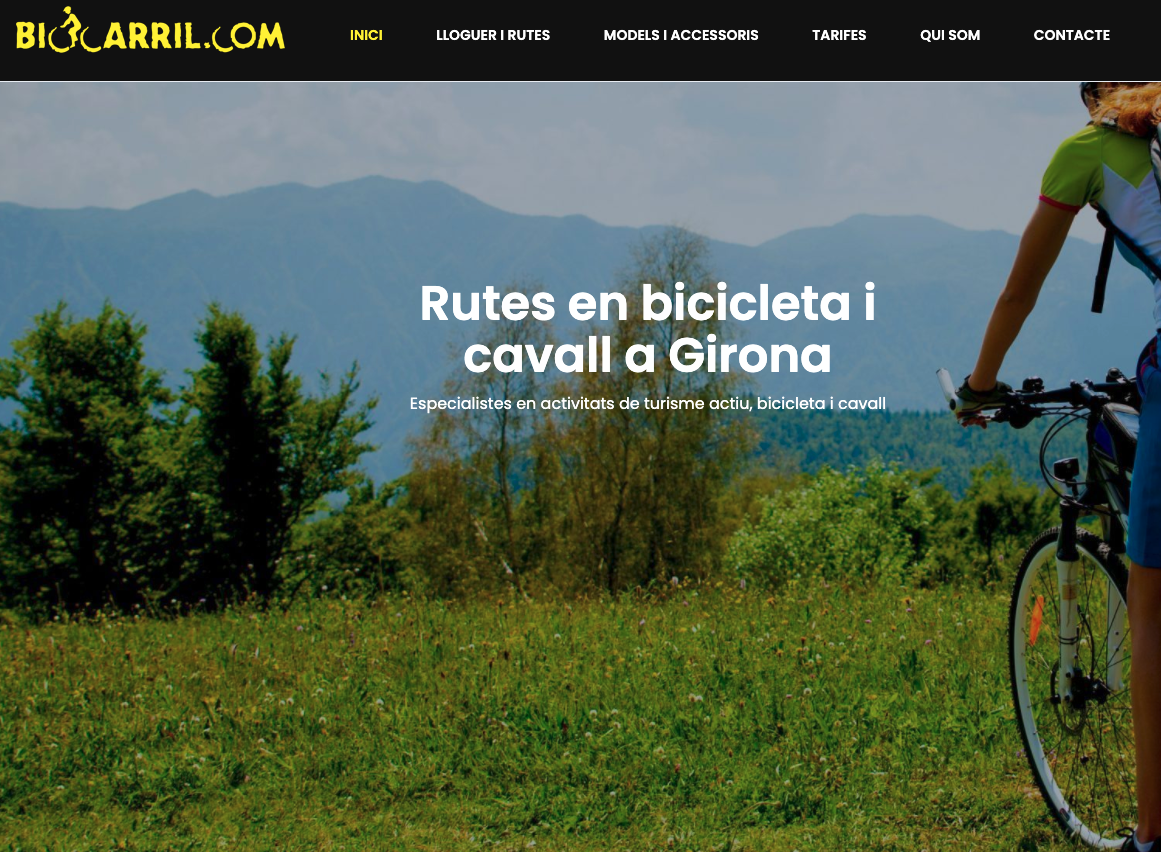 BICICARRIL.COM
INICI
LLOGUER I RUTES
MODELS I ACCESSORIS
TARIFES
QUI SOM
CONTACTE
Rutes en bicicleta i
cavall a Girona
Especialistes en activitats de turisme actiu, bicicleta i cavall